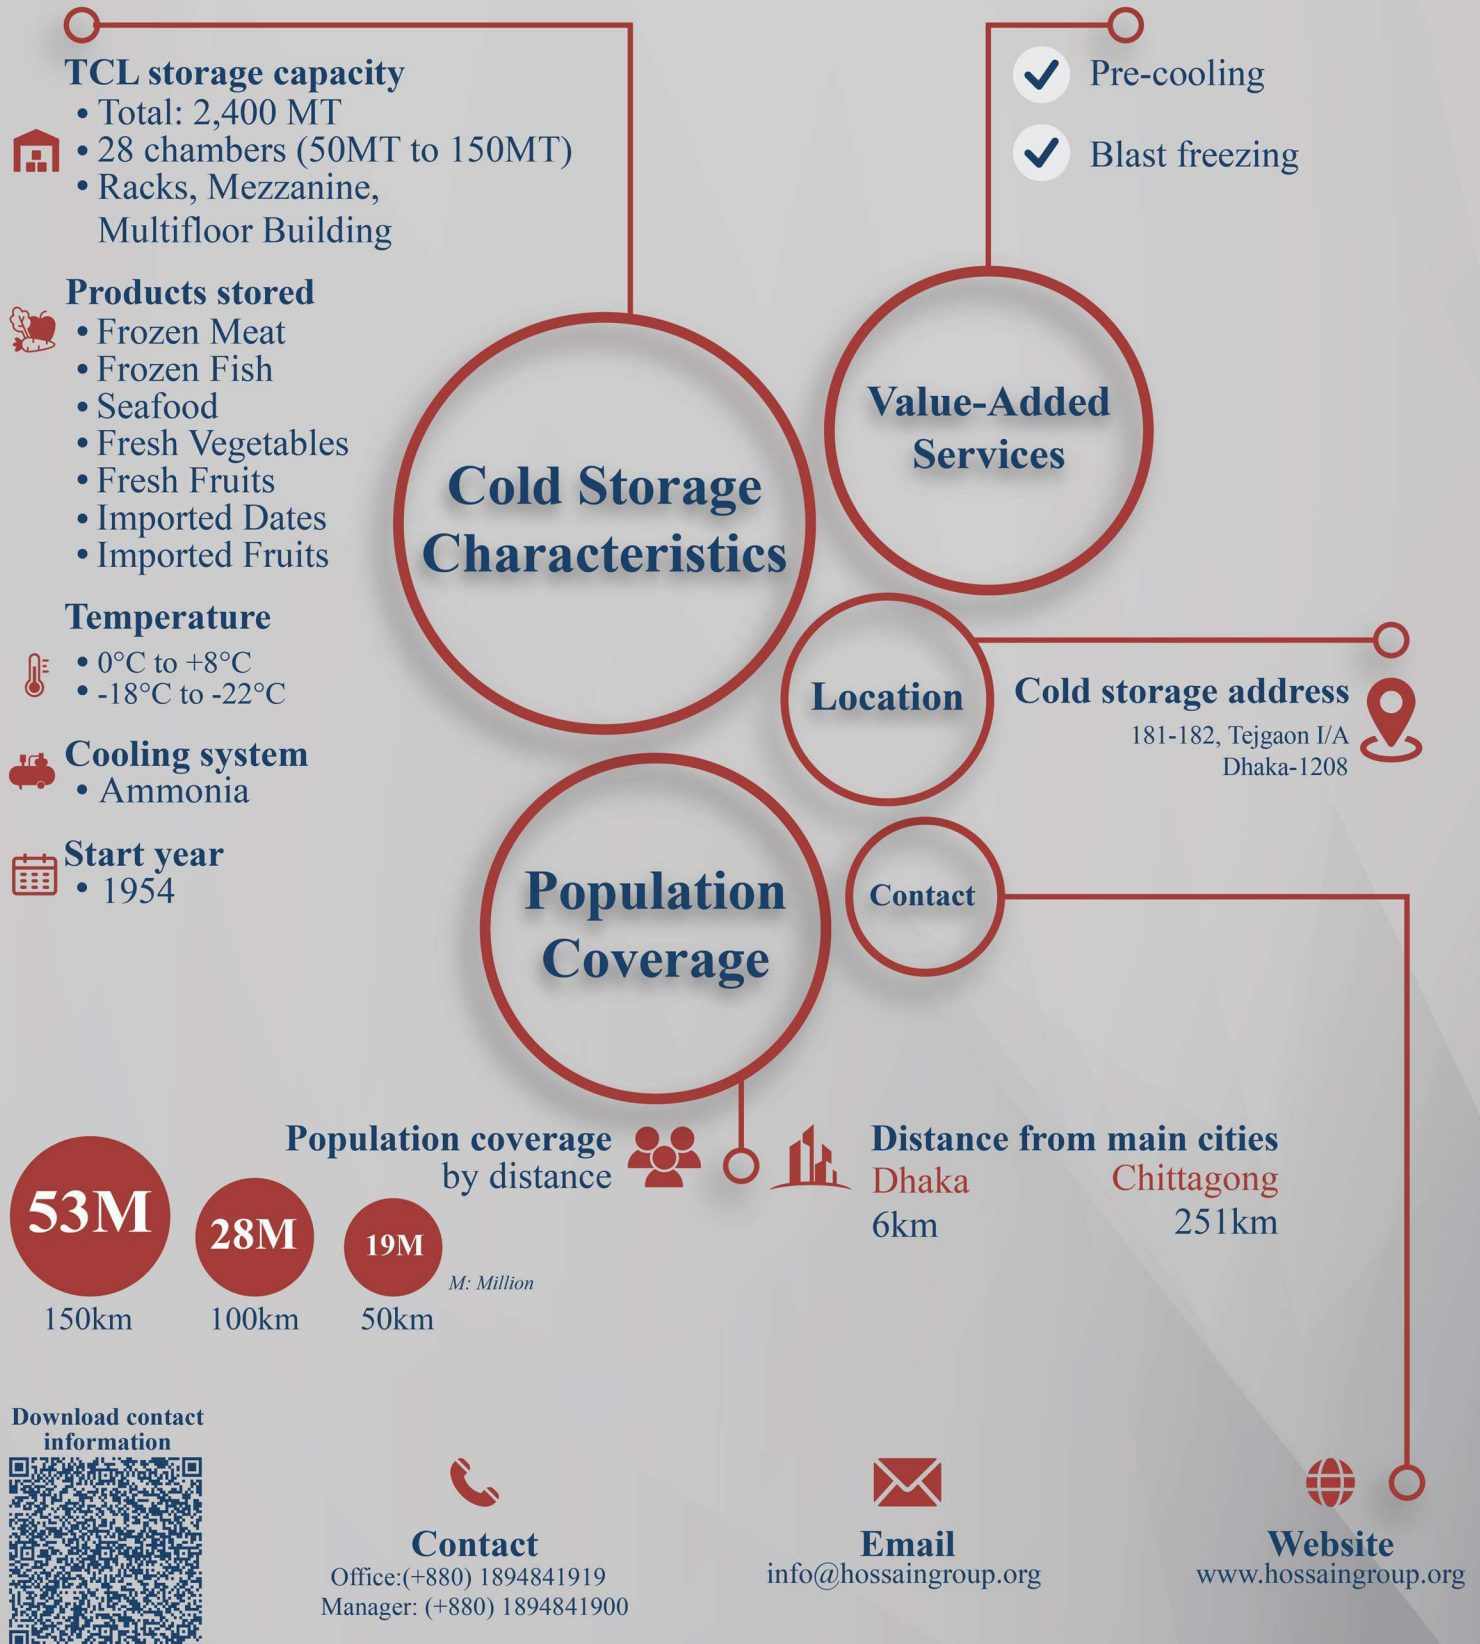 TCL storage capacity
• Total: 2,400 MT
• 28 chambers (50MT to 150MT)
• Racks, Mezzanine,
Multifloor Building
Products stored
• Frozen Meat
• Frozen Fish
• Seafood
• Fresh Vegetables
• Fresh Fruits
• Imported Dates
• Imported Fruits
Temperature
• 0°C to +8°C
• -18°C to -22°C
Cooling system
• Ammonia
Start year
• 1954
Cold Storage
Characteristics
Pre-cooling
Blast freezing
Value-Added
Services
Location
Cold storage address
181-182, Tejgaon I/A
Dhaka-1208
Population
Coverage
Contact
Population coverage
by distance
53M
28M
19M
M: Million
150km
100km
50km
Distance from main cities
Dhaka
Chittagong
6km
251km
Download contact
information
Contact
Office:(+880) 1894841919
Manager: (+880) 1894841900
Email
info@hossaingroup.org
Website
www.hossaingroup.org